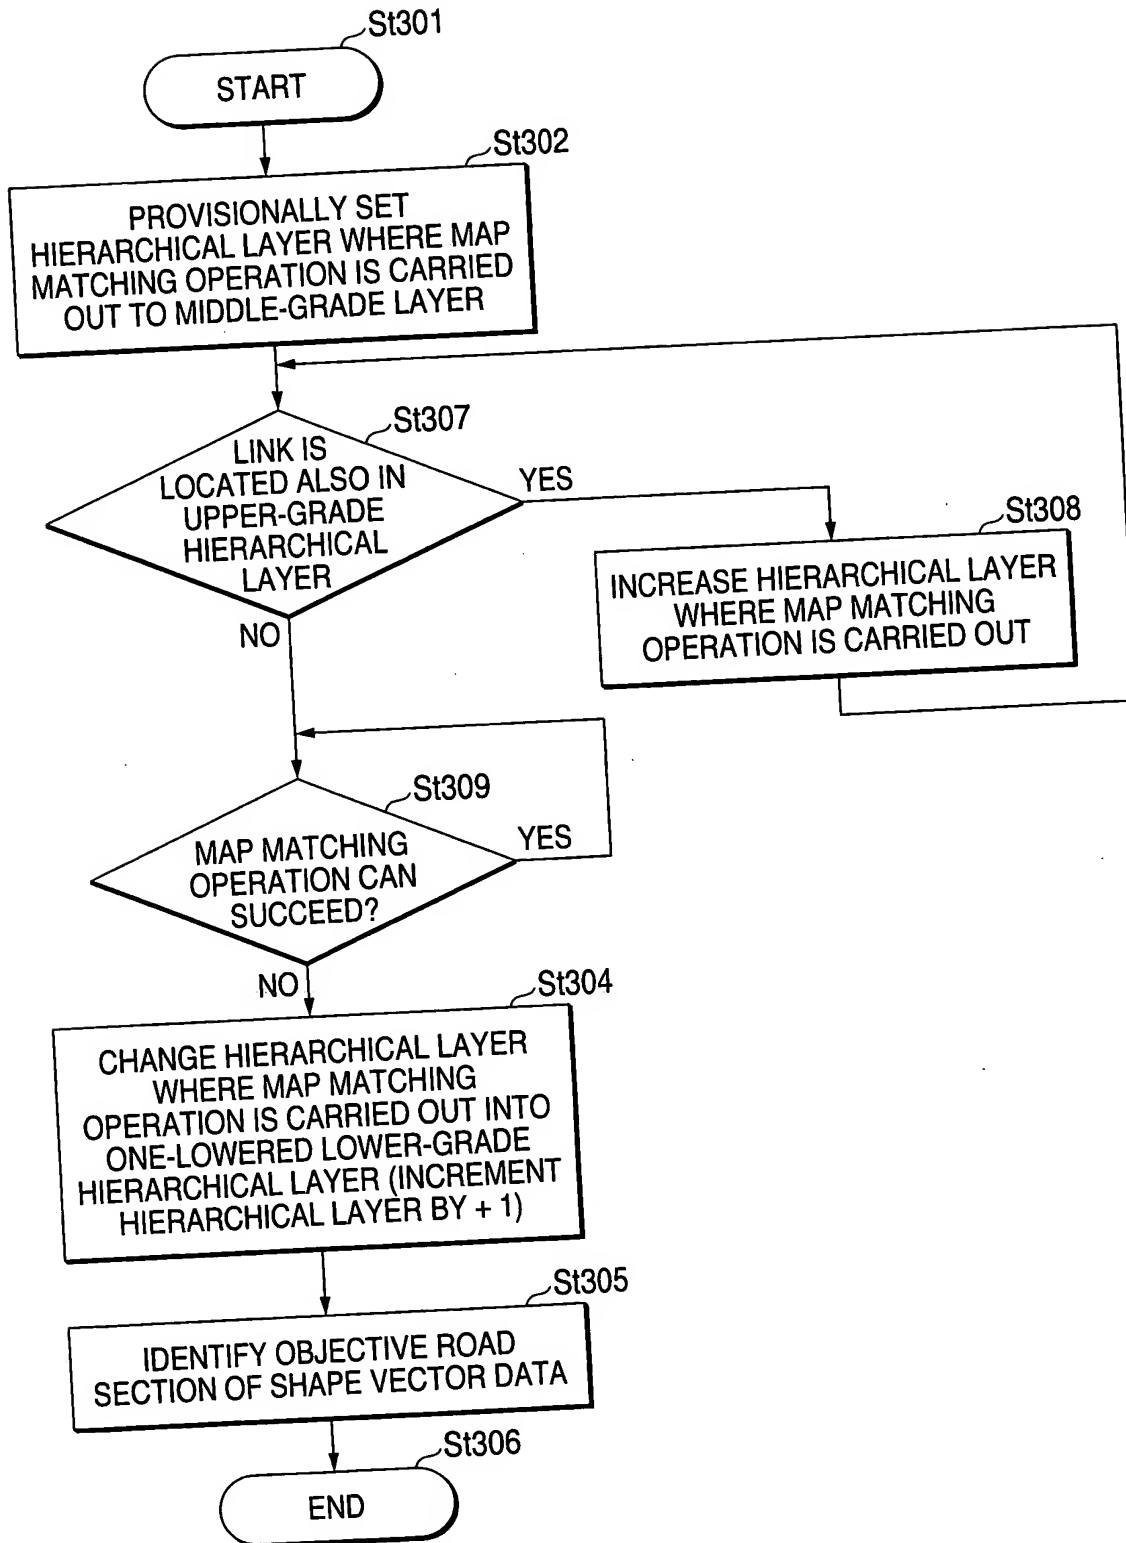 St301
START
St302
PROVISIONALLY SET
HIERARCHICAL LAYER WHERE MAP
MATCHING OPERATION IS CARRIED
OUT TO MIDDLE-GRADE LAYER
St307
LINK IS
LOCATED ALSO IN
UPPER-GRADE
HIERARCHICAL
LAYER
YES
NO
St308
INCREASE HIERARCHICAL LAYER
WHERE MAP MATCHING
OPERATION IS CARRIED OUT
St309
MAP MATCHING
OPERATION CAN
SUCCEED?
YES
NO
St304
CHANGE HIERARCHICAL LAYER
WHERE MAP MATCHING
OPERATION IS CARRIED OUT INTO
ONE-LOWERED LOWER-GRADE
HIERARCHICAL LAYER (INCREMENT
HIERARCHICAL LAYER BY + 1)
St305
IDENTIFY OBJECTIVE ROAD
SECTION OF SHAPE VECTOR DATA
St306
END